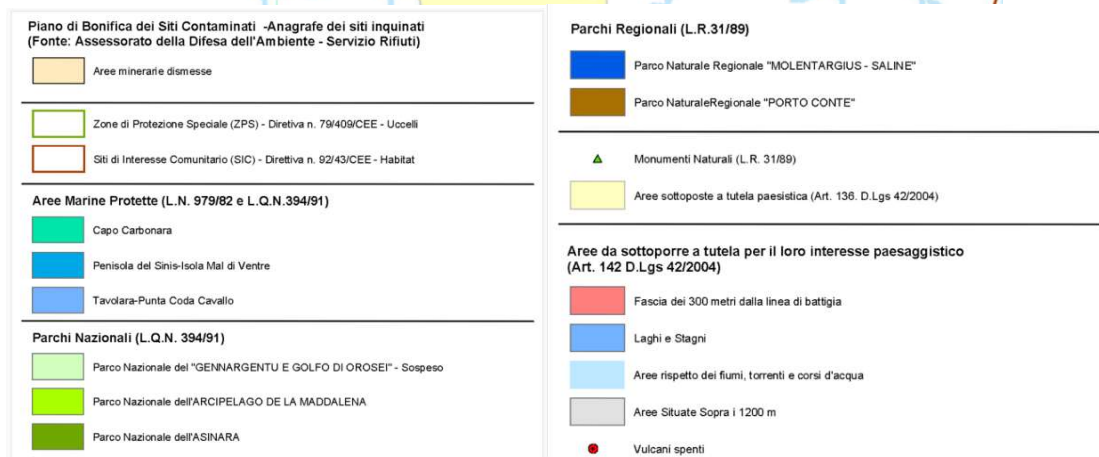 Piano di Bonifica dei Siti Contaminati -Anagrafe dei siti inquinati
(Fonte: Assessorato della Difesa dell'Ambiente - Servizio Rifiuti)
Aree minerarie dismesse
Zone di Protezione Speciale (ZPS) - Diretiva n. 79/409/CEE - Uccelli
Siti di Interesse Comunitario (SIC) - Direttiva n. 92/43/CEE - Habitat
Aree Marine Protette (L.N. 979/82 e L.Q.N.394/91)
Capo Carbonara
Penisola del Sinis-Isola Mal di Ventre
Tavolara-Punta Coda Cavallo
Parchi Nazionali (L.Q.N. 394/91)
Parco Nazionale del "GENNARGENTU E GOLFO DI OROSEI" - Sospeso
Parco Nazionale dell'ARCIPELAGO DE LA MADDALENA
Parco Nazionale dell'ASINARA
Parchi Regionali (L.R.31/89)
Parco Naturale Regionale "MOLENTARGIUS - SALINE"
Parco NaturaleRegionale "PORTO CONTE"
Monumenti Naturali (L.R. 31/89)
Aree sottoposte a tutela paesistica (Art. 136. D.Lgs 42/2004)
Aree da sottoporre a tutela per il loro interesse paesaggistico
(Art. 142 D.Lgs 42/2004)
Fascia dei 300 metri dalla linea di battigia
Laghi e Stagni
Aree rispetto dei fiumi, torrenti e corsi d'acqua
Aree Situate Sopra i 1200 m
Vulcani spenti